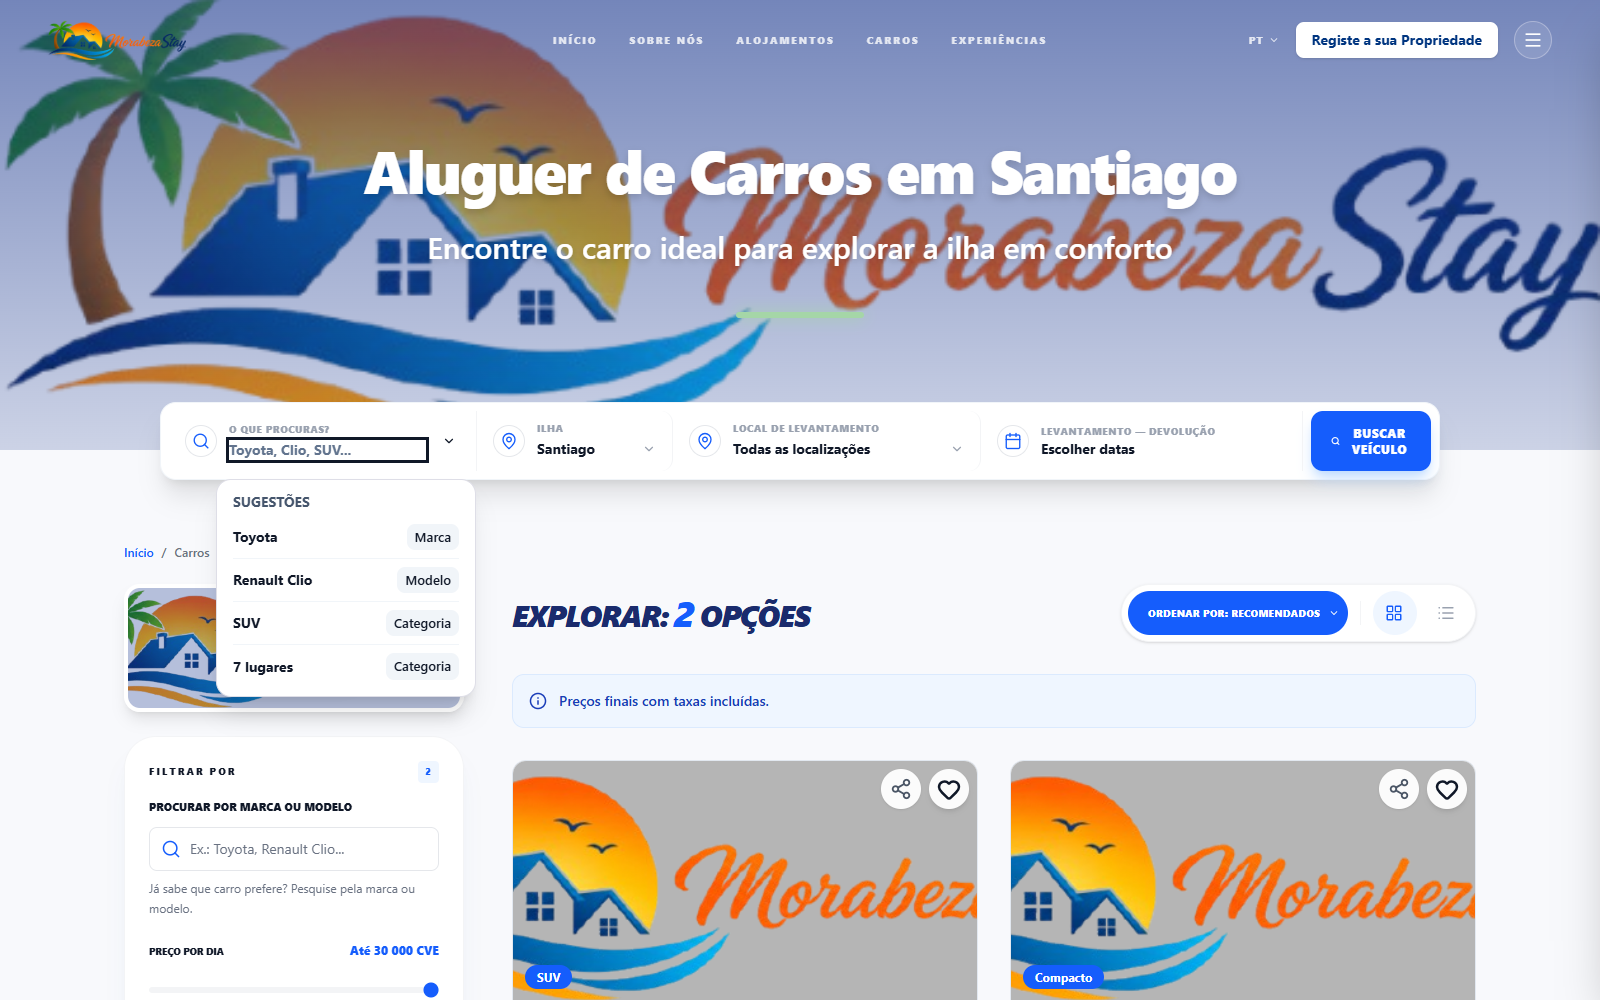 MorabezaStay
INÍCIO
SOBRE NÓS
ALOJAMENTOS
CARROS
EXPERIÊNCIAS
PT
Registe a sua Propriedade
MorabezaStay
Aluguer de Carros em Santiago
Encontre o carro ideal para explorar a ilha em conforto
O QUE PROCURAS?
Toyota, Clio, SUV...
ILHA
Santiago
LOCAL DE LEVANTAMENTO
Todas as localizações
LEVANTAMENTO — DEVOLUÇÃO
Escolher datas
BUSCAR
VEÍCULO
SUGESTÕES
Toyota Marca
Renault Clio Modelo
SUV Categoria
7 lugares Categoria
Início / Carros
EXPLORAR: 2 OPÇÕES
ORDENAR POR: RECOMENDADOS
Preços finais com taxas incluídas.
FILTRAR POR 2
PROCURAR POR MARCA OU MODELO
Ex.: Toyota, Renault Clio...
Já sabe que carro prefere? Pesquise pela marca ou
modelo.
PREÇO POR DIA Até 30 000 CVE
Morabeza
SUV
Morabeza
Compacto